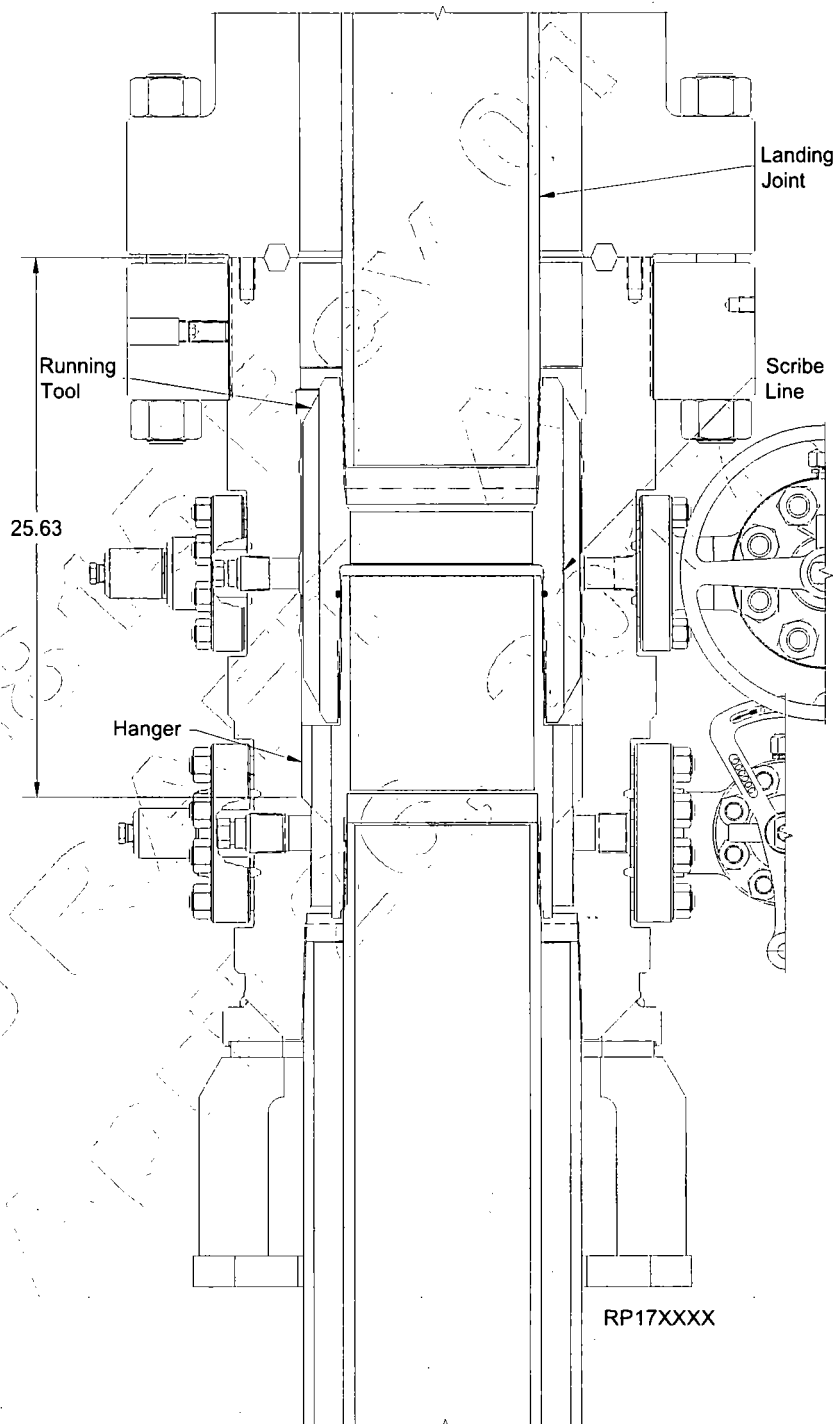 Landing
Joint
Running
Tool
Scribe
Line
25.63
Hanger
RP17XXXX